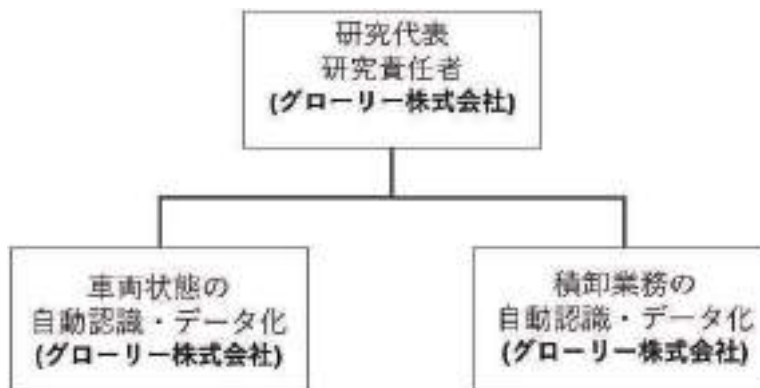 研究代表
研究責任者
(グローリー株式会社)
車両状態の
自動認識・データ化
(グローリー株式会社)
積卸業務の
自動認識・データ化
(グローリー株式会社)